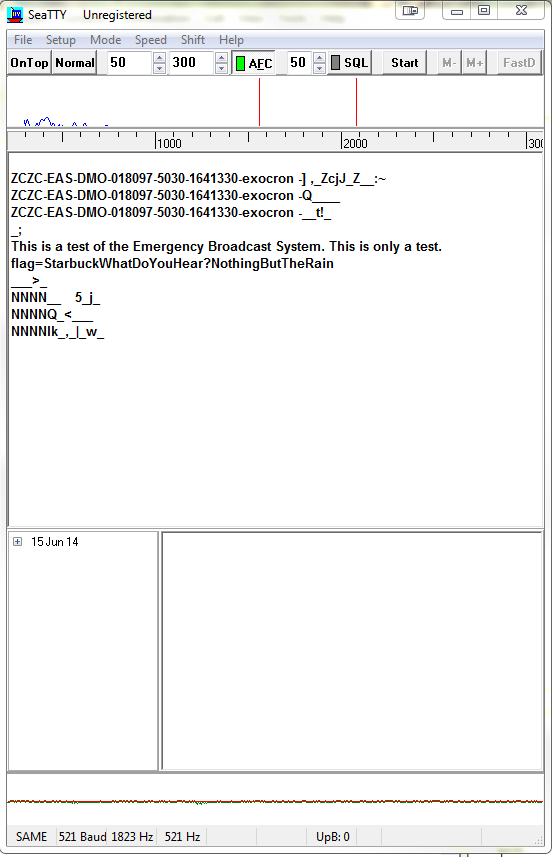 SeaTTY Unregistered
File Setup Mode Speed Shift Help
OnTop Normal 50 300 AFC 50 SQL Start M- M+ FastD
1000 2000 300
ZCZC-EAS-DMO-018097-5030-1641330-exocron -] ,_ZcjJ_Z__:~
ZCZC-EAS-DMO-018097-5030-1641330-exocron -Q____
ZCZC-EAS-DMO-018097-5030-1641330-exocron -__t!_
_;
This is a test of the Emergency Broadcast System. This is only a test.
flag=StarbuckWhatDoYouHear?NothingButTheRain
___>_
NNNN__ 5_j_
NNNNQ_<___
NNNNIk_,_|_w_
15 Jun 14
SAME 521 Baud 1823 Hz 521 Hz UpB: 0